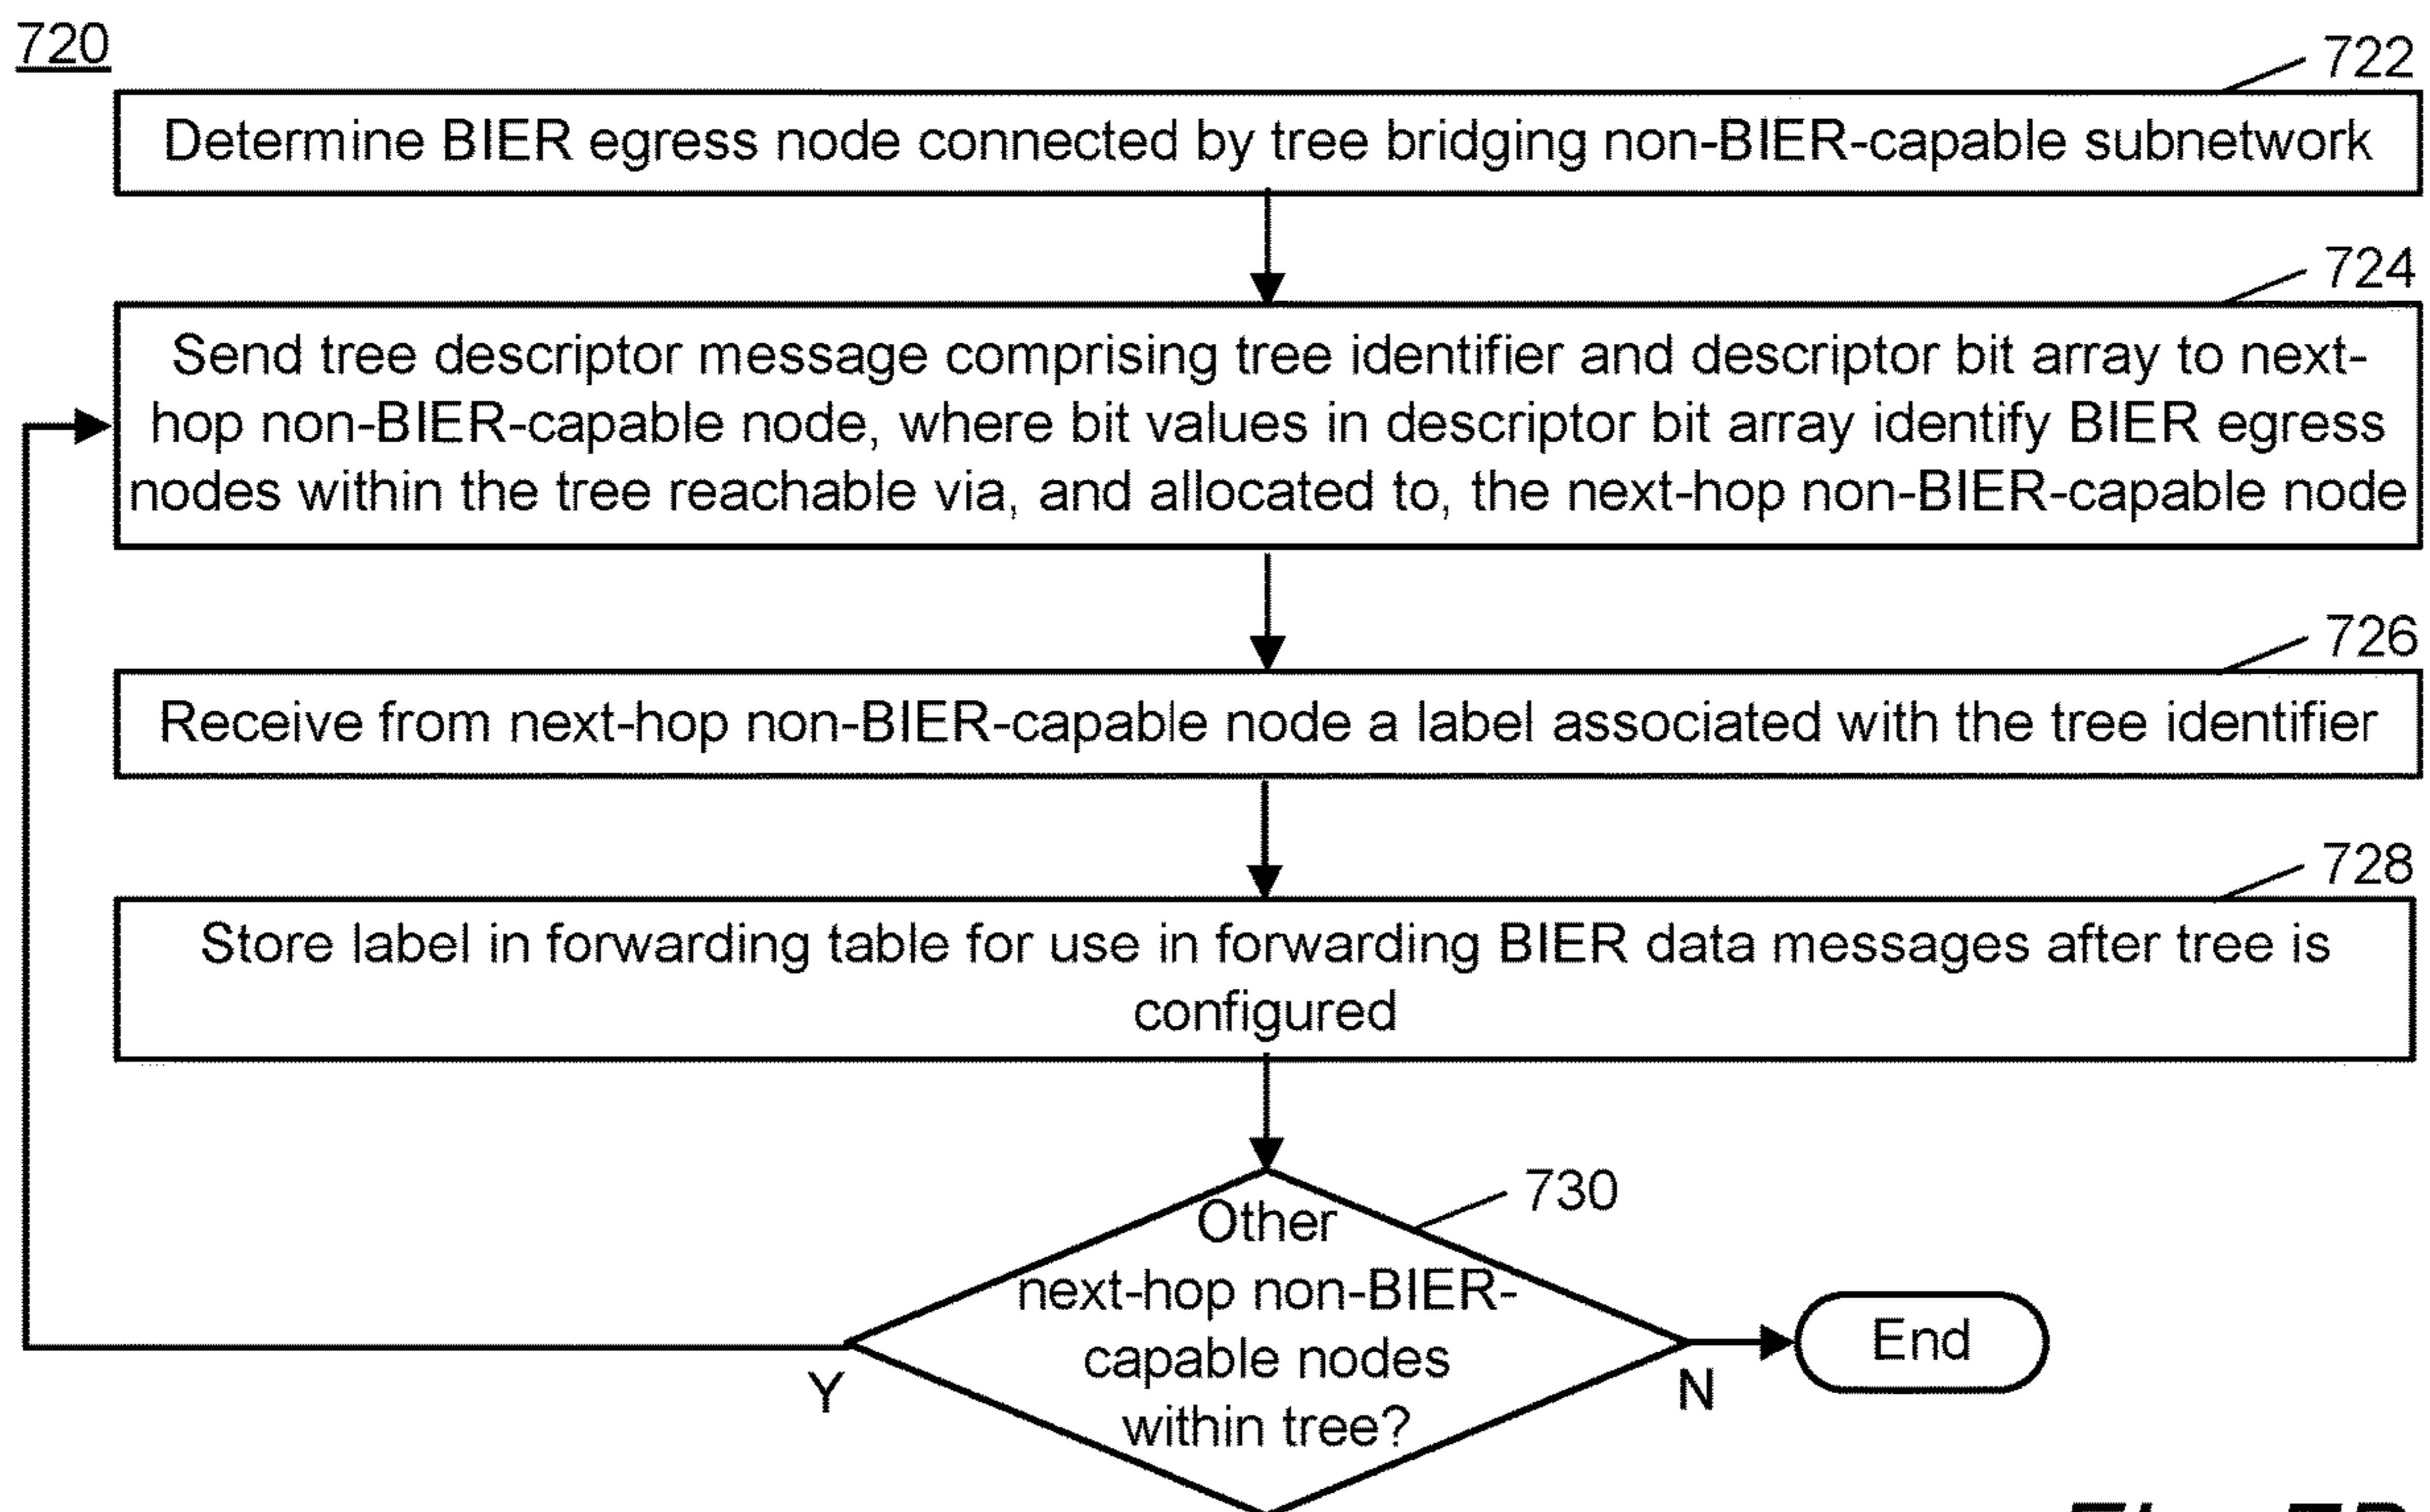 720
722
Determine BIER egress node connected by tree bridging non-BIER-capable subnetwork
724
Send tree descriptor message comprising tree identifier and descriptor bit array to next-
hop non-BIER-capable node, where bit values in descriptor bit array identify BIER egress
nodes within the tree reachable via, and allocated to, the next-hop non-BIER-capable node
726
Receive from next-hop non-BIER-capable node a label associated with the tree identifier
728
Store label in forwarding table for use in forwarding BIER data messages after tree is
configured
730
Other
next-hop non-BIER-
capable nodes
within tree?
Y
N
End